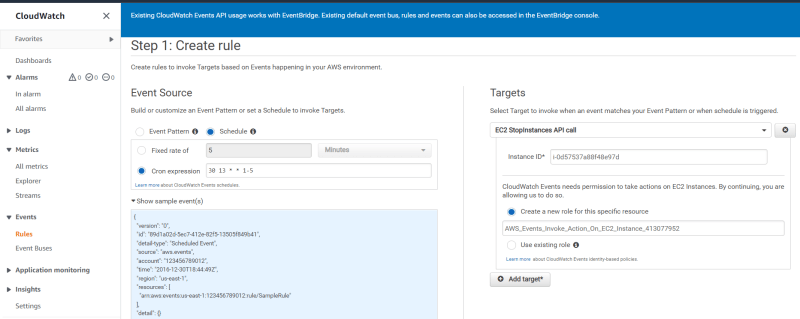 CloudWatch
Existing CloudWatch Events API usage works with EventBridge. Existing default event bus, rules and events can also be accessed in the EventBridge console.
Favorites
Dashboards
Alarms 0 0 0
In alarm
All alarms
Logs
Metrics
All metrics
Explorer
Streams
Events
Rules
Event Buses
Application monitoring
Insights
Settings
Step 1: Create rule
Create rules to invoke Targets based on Events happening in your AWS environment.
Event Source
Build or customize an Event Pattern or set a Schedule to invoke Targets.
Event Pattern Schedule
Fixed rate of 5 Minutes
Cron expression 30 13 * * 1-5
Learn more about CloudWatch Events schedules.
Show sample event(s)
{
"version": "0",
"id": "89d1a02d-5ec7-412e-82f5-13505f849b41",
"detail-type": "Scheduled Event",
"source": "aws.events",
"account": "123456789012",
"time": "2016-12-30T18:44:49Z",
"region": "us-east-1",
"resources": [
"arn:aws:events:us-east-1:123456789012:rule/SampleRule"
],
"detail": {}
Targets
Select Target to invoke when an event matches your Event Pattern or when schedule is triggered.
EC2 StopInstances API call
Instance ID* i-0d57537a88f48e97d
CloudWatch Events needs permission to take actions on EC2 Instances. By continuing, you are
allowing us to do so.
Create a new role for this specific resource
AWS_Events_Invoke_Action_On_EC2_Instance_413077952
Use existing role
Learn more about CloudWatch Events identity-based policies.
Add target*